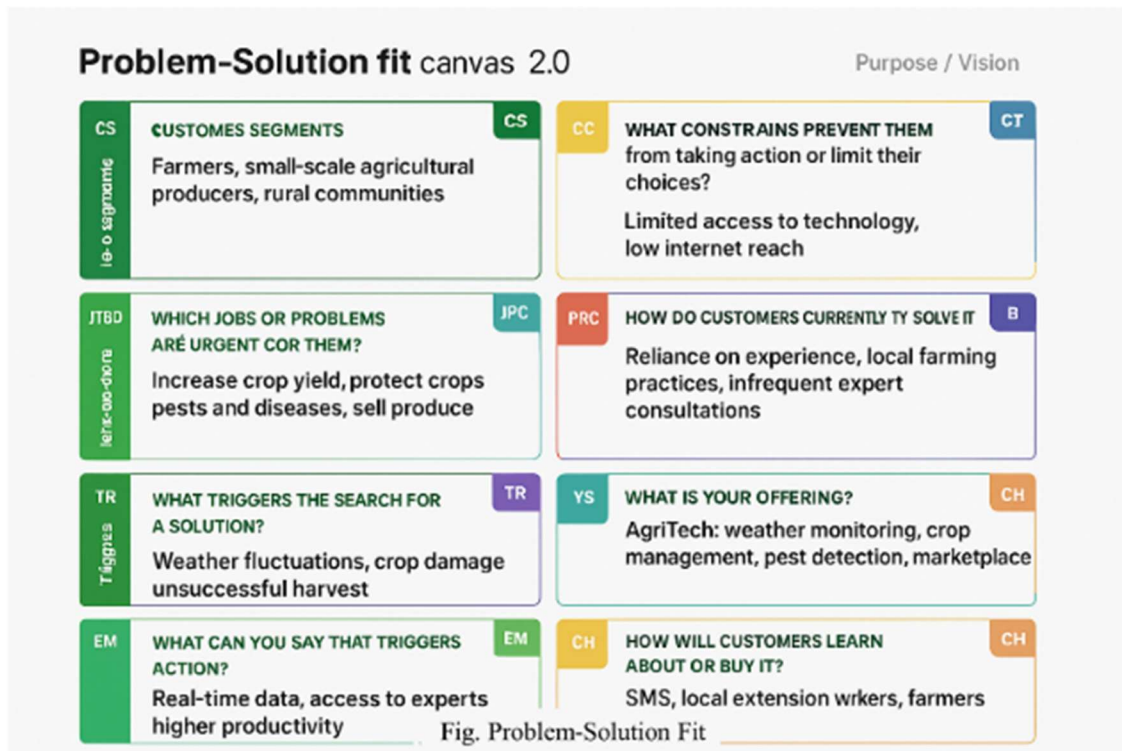 Problem-Solution fit canvas 2.0
Purpose / Vision
CS
CUSTOMES SEGMENTS
CS
Farmers, small-scale agricultural
producers, rural communities
CC
WHAT CONSTRAINS PREVENT THEM
CT
from taking action or limit their
choices?
Limited access to technology,
low internet reach
JTBD
WHICH JOBS OR PROBLEMS
JPC
ARÉ URGENT COR THEM?
Increase crop yield, protect crops
pests and diseases, sell produce
PRC
HOW DO CUSTOMERS CURRENTLY TY SOLVE IT
B
Reliance on experience, local farming
practices, infrequent expert
consultations
TR
WHAT TRIGGERS THE SEARCH FOR
TR
A SOLUTION?
Weather fluctuations, crop damage
unsuccessful harvest
YS
WHAT IS YOUR OFFERING?
CH
AgriTech: weather monitoring, crop
management, pest detection, marketplace
EM
WHAT CAN YOU SAY THAT TRIGGERS
EM
ACTION?
Real-time data, access to experts
higher productivity
CH
HOW WILL CUSTOMERS LEARN
CH
ABOUT OR BUY IT?
SMS, local extension wrkers, farmers
Fig. Problem-Solution Fit